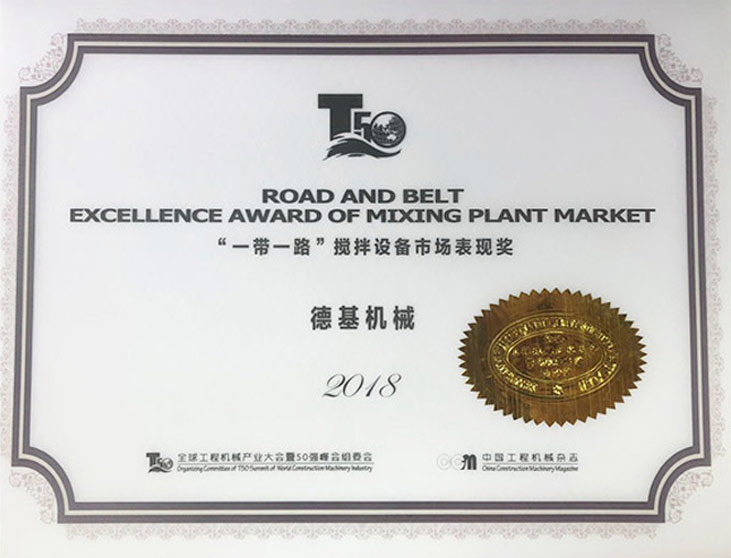 T50
ROAD AND BELT
EXCELLENCE AWARD OF MIXING PLANT MARKET
“一带一路”搅拌设备市场表现奖
德基机械
2018
T50 全球工程机械产业大会暨50强峰会组委会
Organizing Committee of T50 Summit of World Construction Machinery Industry
CCM 中国工程机械杂志
China Construction Machinery Magazine